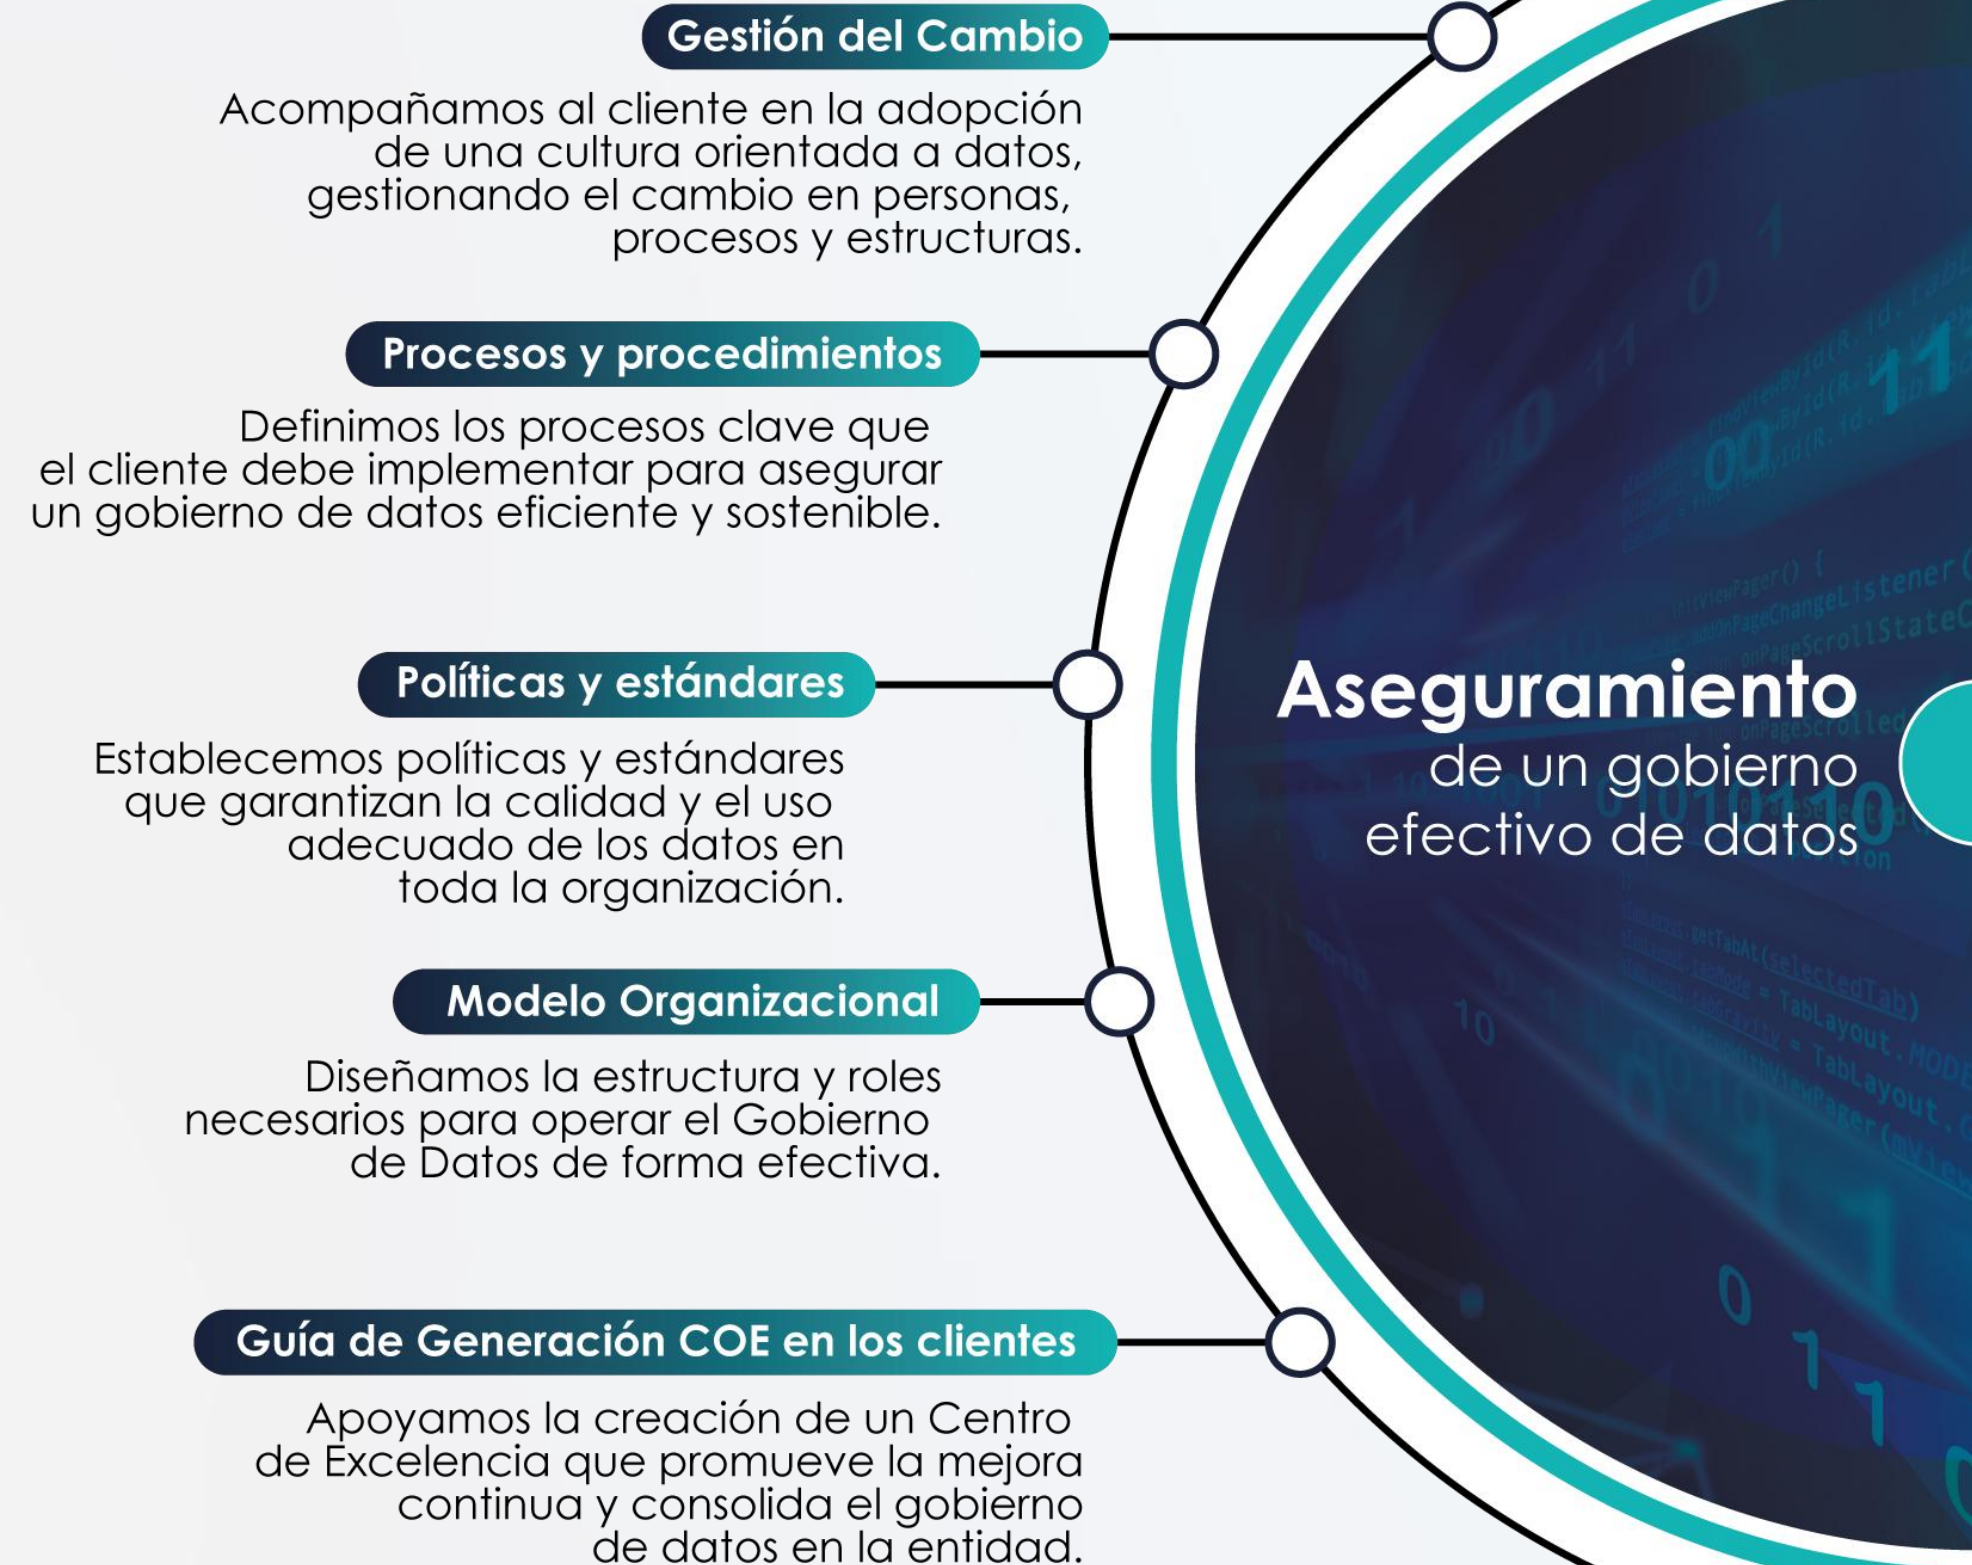 Gestión del Cambio
Acompañamos al cliente en la adopción
de una cultura orientada a datos,
gestionando el cambio en personas,
procesos y estructuras.
Procesos y procedimientos
Definimos los procesos clave que
el cliente debe implementar para asegurar
un gobierno de datos eficiente y sostenible.
Políticas y estándares
Establecemos políticas y estándares
que garantizan la calidad y el uso
adecuado de los datos en
toda la organización.
Modelo Organizacional
Diseñamos la estructura y roles
necesarios para operar el Gobierno
de Datos de forma efectiva.
Guía de Generación COE en los clientes
Apoyamos la creación de un Centro
de Excelencia que promueve la mejora
continua y consolida el gobierno
de datos en la entidad.
Aseguramiento
de un gobierno
efectivo de datos